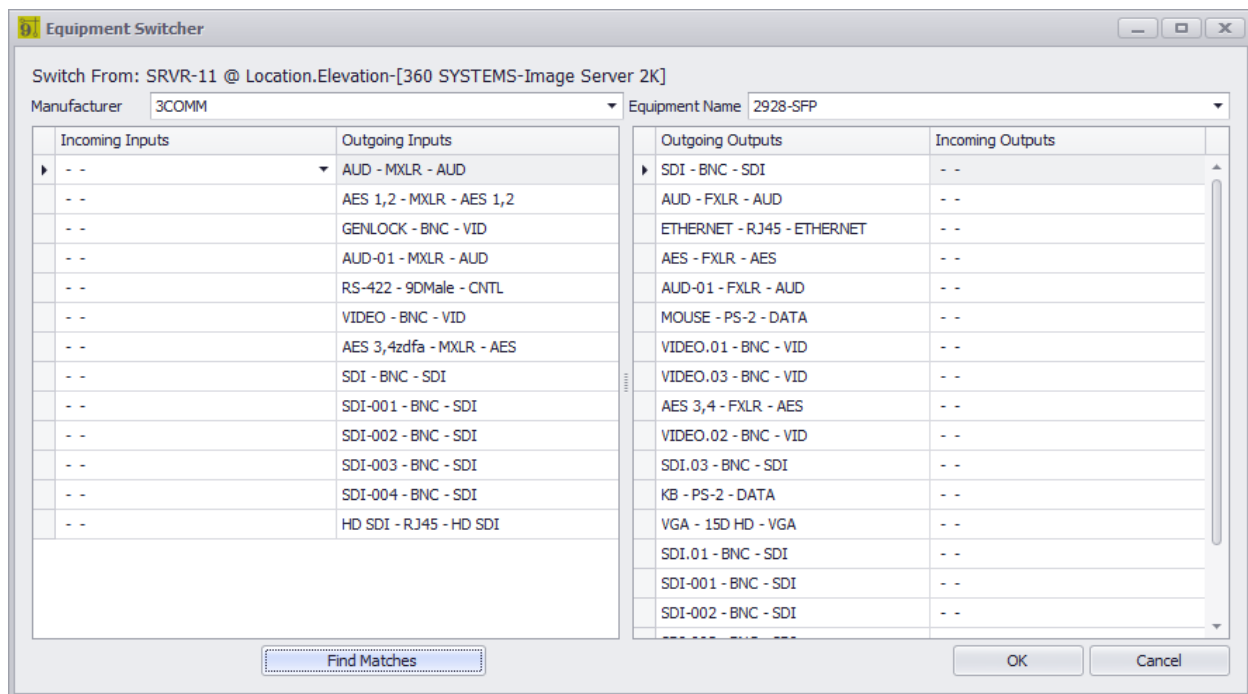 Equipment Switcher
Switch From: SRVR-11 @ Location.Elevation-[360 SYSTEMS-Image Server 2K]
Manufacturer 3COMM Equipment Name 2928-SFP
Incoming Inputs Outgoing Inputs Outgoing Outputs Incoming Outputs
- - AUD - MXLR - AUD SDI - BNC - SDI - -
- - AES 1,2 - MXLR - AES 1,2 AUD - FXLR - AUD - -
- - GENLOCK - BNC - VID ETHERNET - RJ45 - ETHERNET - -
- - AUD-01 - MXLR - AUD AES - FXLR - AES - -
- - RS-422 - 9DMale - CNTL AUD-01 - FXLR - AUD - -
- - VIDEO - BNC - VID MOUSE - PS-2 - DATA - -
- - AES 3,4zdfa - MXLR - AES VIDEO.01 - BNC - VID - -
- - SDI - BNC - SDI VIDEO.03 - BNC - VID - -
- - SDI-001 - BNC - SDI AES 3,4 - FXLR - AES - -
- - SDI-002 - BNC - SDI VIDEO.02 - BNC - VID - -
- - SDI-003 - BNC - SDI SDI.03 - BNC - SDI - -
- - SDI-004 - BNC - SDI KB - PS-2 - DATA - -
- - HD SDI - RJ45 - HD SDI VGA - 15D HD - VGA - -
SDI.01 - BNC - SDI - -
SDI-001 - BNC - SDI - -
SDI-002 - BNC - SDI - -
Find Matches OK Cancel